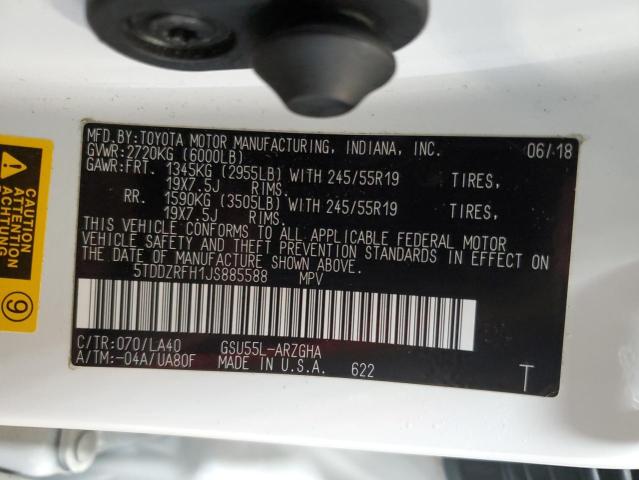 MFD.BY:TOYOTA MOTOR MANUFACTURING, INDIANA, INC. 06/18
GVWR:2720KG (6000LB)
GAWR:FRT. 1345KG (2955LB) WITH 245/55R19 TIRES,
19X7.5J RIMS.
RR. 1590KG (3505LB) WITH 245/55R19 TIRES,
19X7.5J RIMS.
THIS VEHICLE CONFORMS TO ALL APPLICABLE FEDERAL MOTOR
VEHICLE SAFETY AND THEFT PREVENTION STANDARDS IN EFFECT ON
THE DATE OF MANUFACTURE SHOWN ABOVE.
5TDDZRFH1JS885588 MPV
C/TR:070/LA40 GSU55L-ARZGHA
A/TM:-04A/UA80F MADE IN U.S.A. 622 T
CAUTION
ATTENTION
ACHTUNG
9